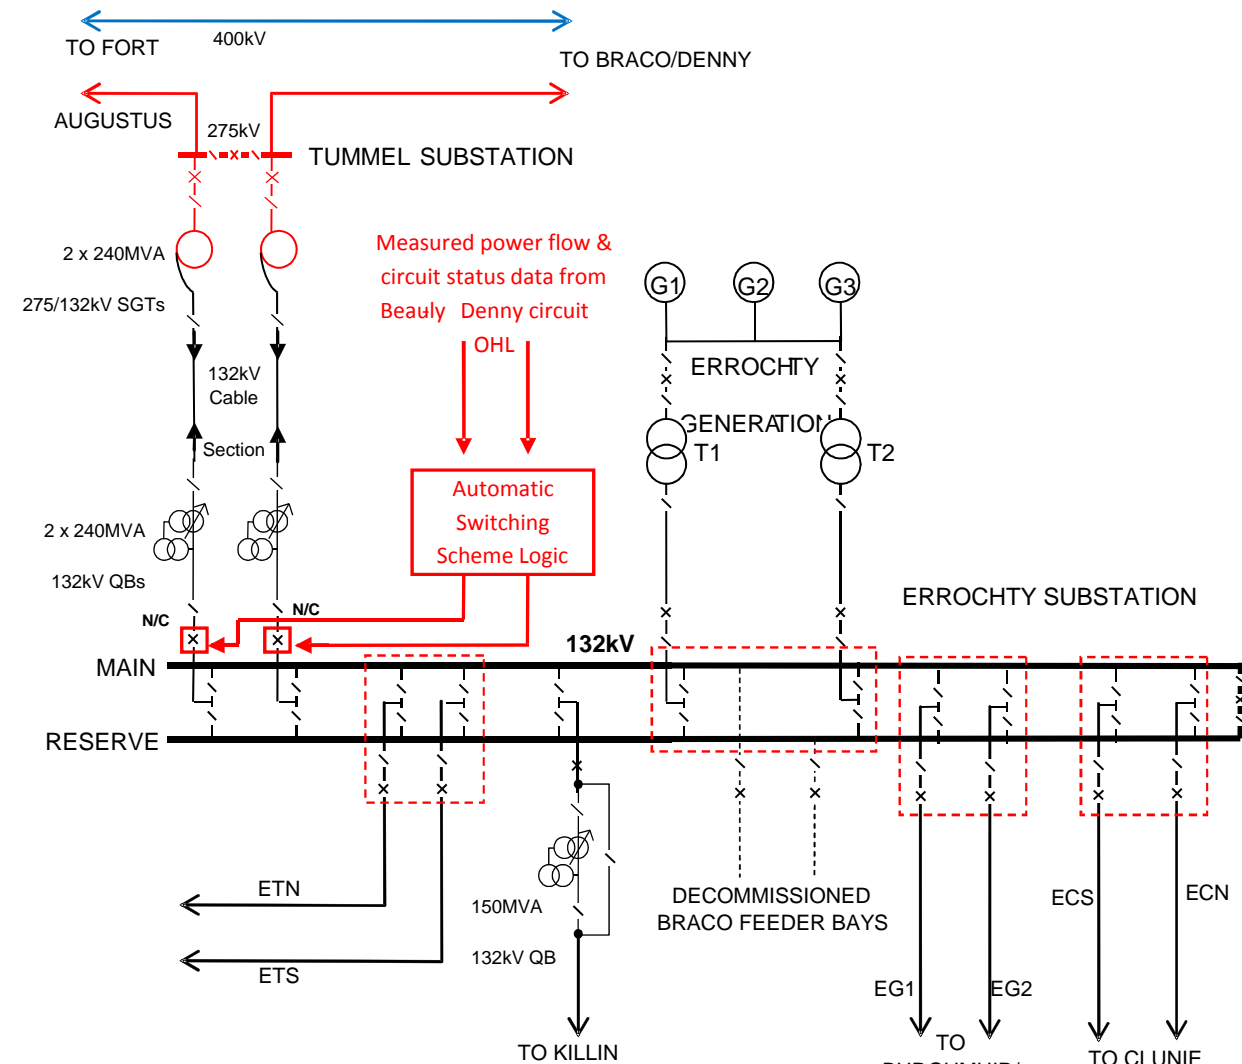 400kV
TO FORT
TO BRACO/DENNY
AUGUSTUS
275kV
TUMMEL SUBSTATION
2 x 240MVA
275/132kV SGTs
Measured power flow &
circuit status data from
Beauly Denny circuit
OHL
G1
G2
G3
ERROCHTY
GENERATION
T1
T2
132kV
Cable
Section
Automatic
Switching
Scheme Logic
2 x 240MVA
132kV QBs
N/C
N/C
ERROCHTY SUBSTATION
132kV
MAIN
RESERVE
ETN
ETS
150MVA
132kV QB
TO KILLIN
DECOMMISSIONED
BRACO FEEDER BAYS
EG1
EG2
TO
ECS
ECN
TO CLUNIE